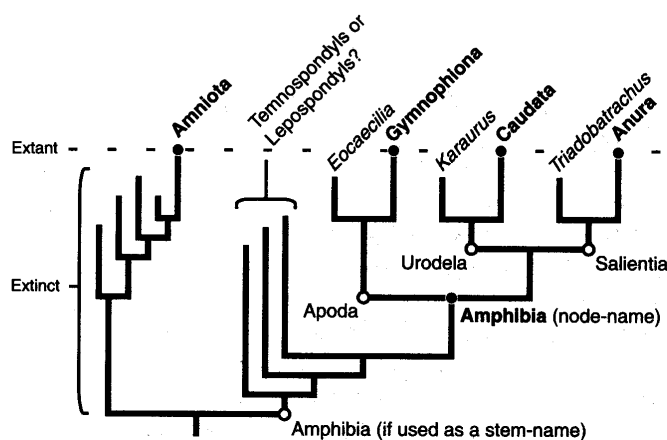 Temnospondyls or
Lepospondyls?
Amniota
Eocaecilia
Gymnophiona
Karaurus
Caudata
Triadobatrachus
Anura
Extant
Extinct
Urodela
Salientia
Apoda
Amphibia (node-name)
Amphibia (if used as a stem-name)